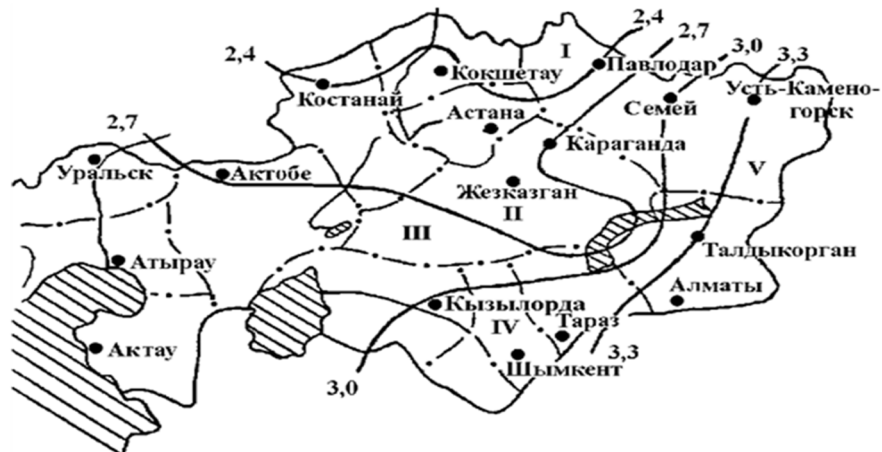 2,4
I
2,4
2,7
3,0
3,3
Кокшетау
Павлодар
Костанай
Семей
Усть-Камено-
горск
Астана
2,7
Караганда
Уральск
Актобе
V
Жезказган
II
III
Талдыкорган
Атырау
Алматы
Кызылорда
IV
Тараз
Актау
3,3
Шымкент
3,0